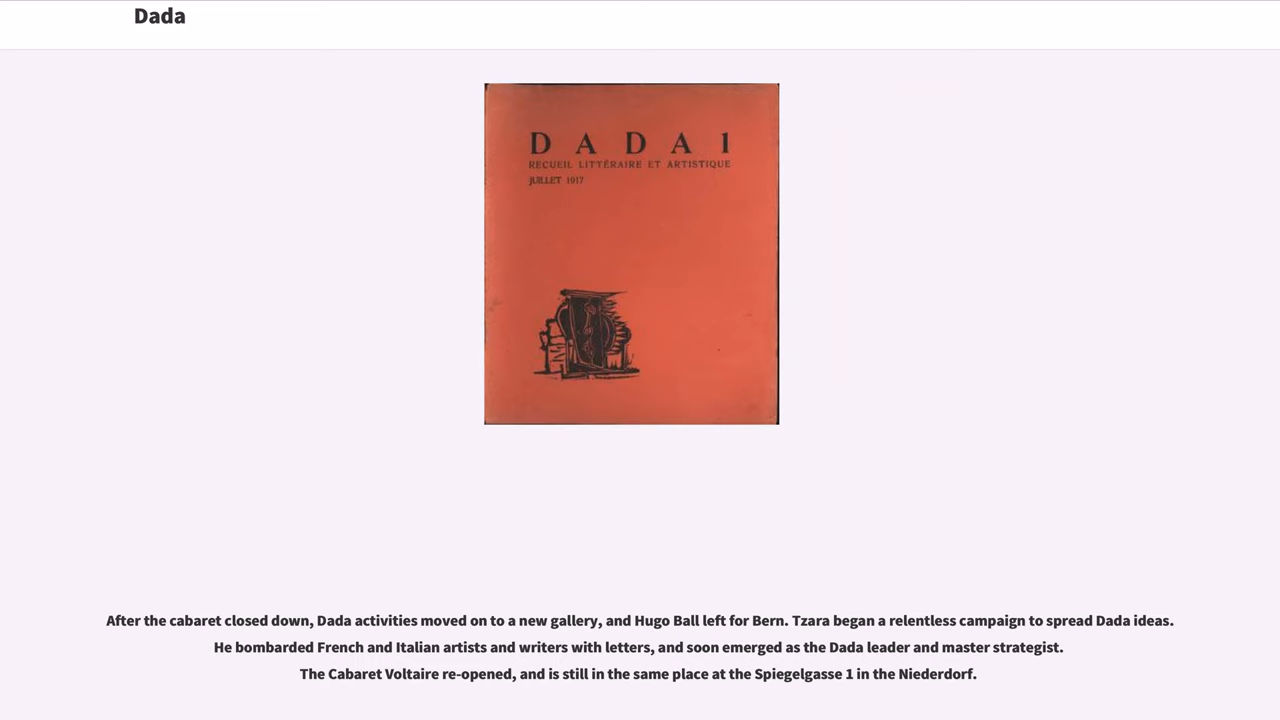 Dada
D A D A 1
RECUEIL LITTÉRAIRE ET ARTISTIQUE
JUILLET 1917
After the cabaret closed down, Dada activities moved on to a new gallery, and Hugo Ball left for Bern. Tzara began a relentless campaign to spread Dada ideas.
He bombarded French and Italian artists and writers with letters, and soon emerged as the Dada leader and master strategist.
The Cabaret Voltaire re-opened, and is still in the same place at the Spiegelgasse 1 in the Niederdorf.